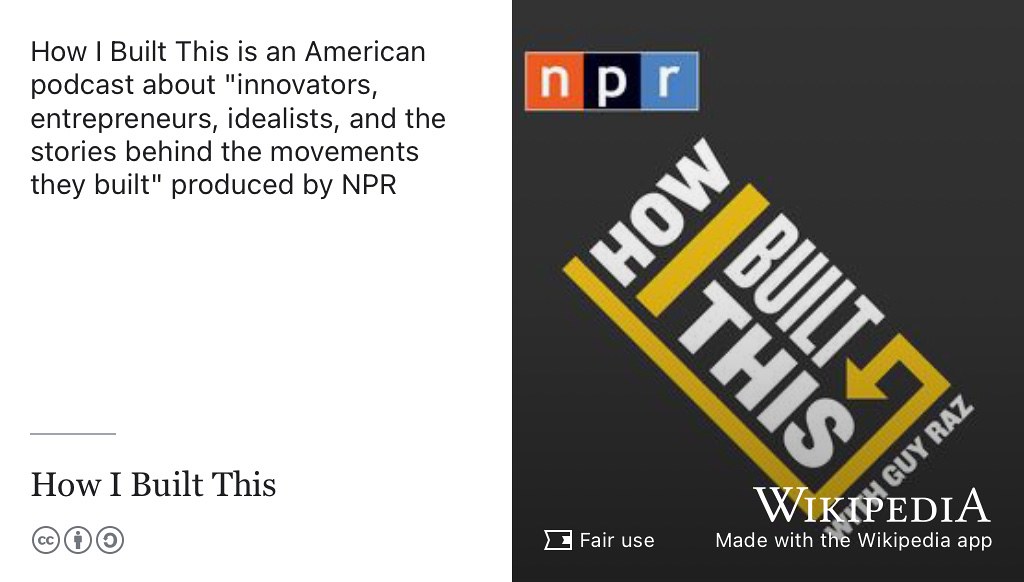 How I Built This is an American
podcast about "innovators,
entrepreneurs, idealists, and the
stories behind the movements
they built" produced by NPR
How I Built This
cc
npr
HOW
I BUILT
THIS
WITH GUY RAZ
WIKIPEDIA
Fair use
Made with the Wikipedia app